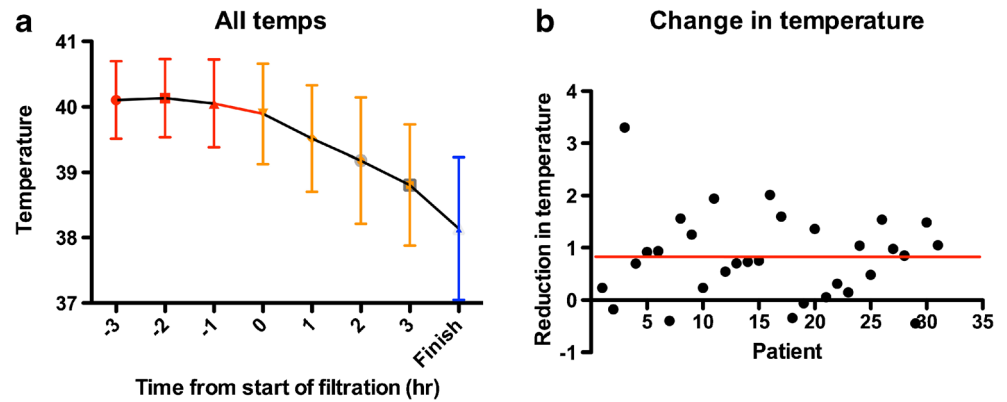 a
All temps
41
40
39
38
37
Temperature
-3
-2
-1
0
1
2
3
Finish
Time from start of filtration (hr)
b
Change in temperature
4
3
2
1
0
-1
Reduction in temperature
5
10
15
20
25
30
35
Patient